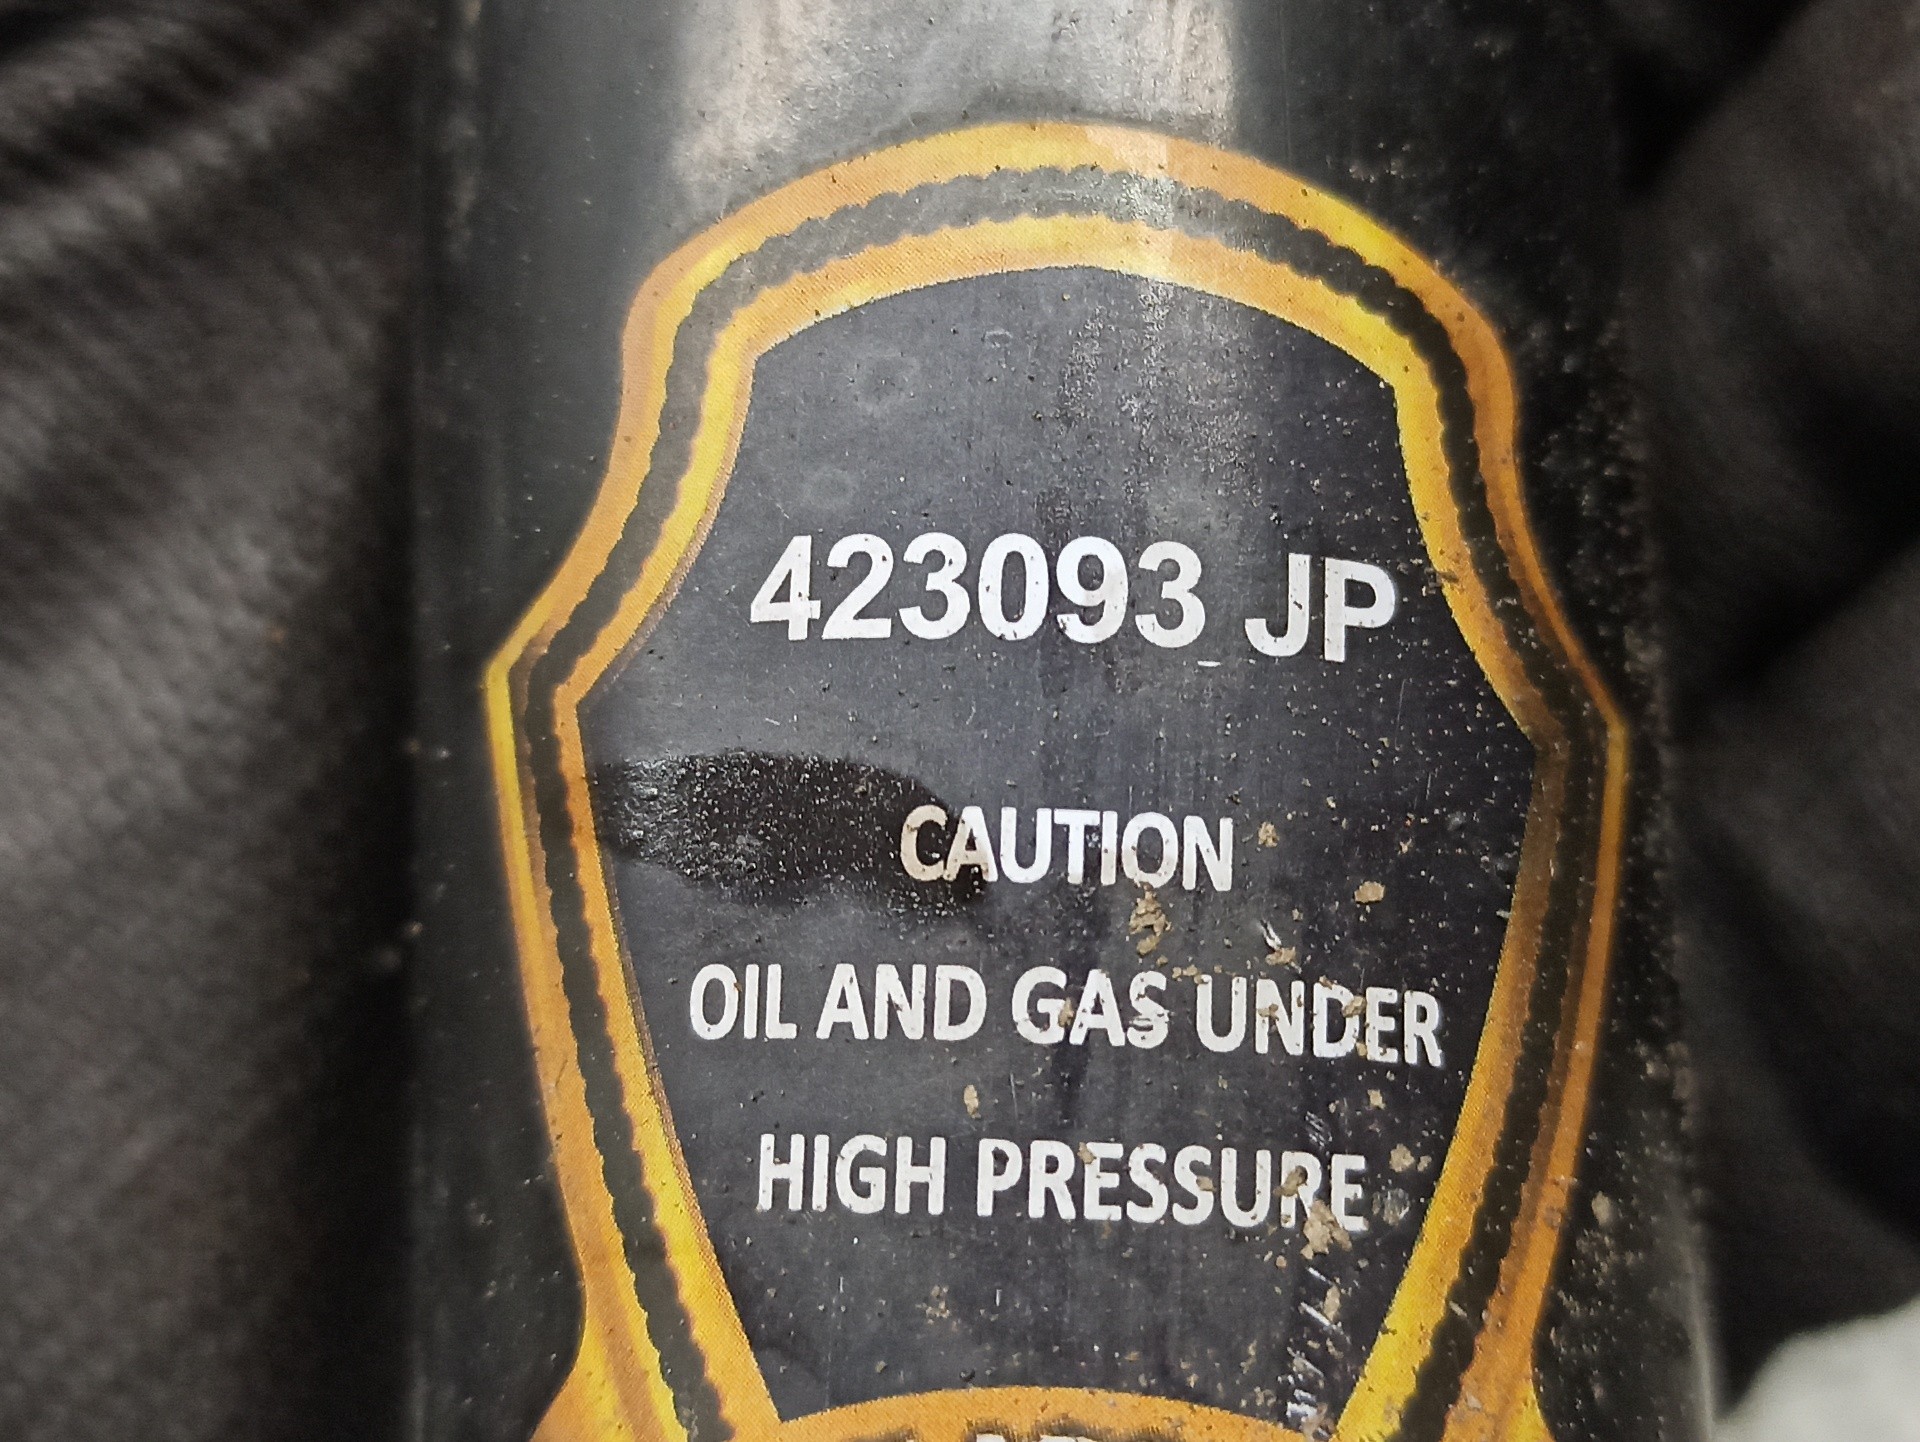 423093 JP
CAUTION
OIL AND GAS UNDER
HIGH PRESSURE